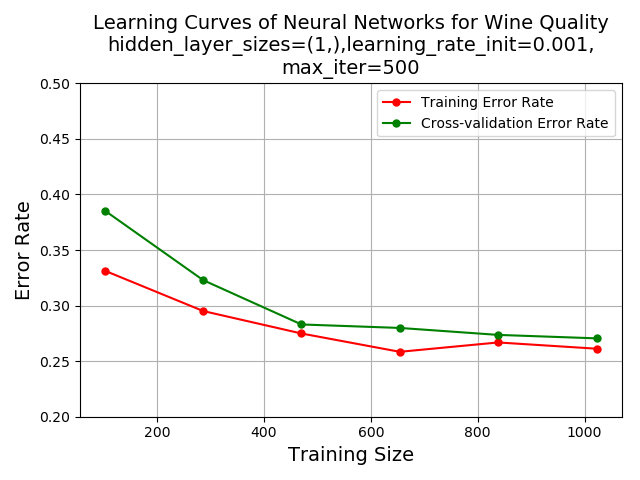 Learning Curves of Neural Networks for Wine Quality
hidden_layer_sizes=(1,),learning_rate_init=0.001,
max_iter=500
Training Error Rate
Cross-validation Error Rate
Error Rate
0.50
0.45
0.40
0.35
0.30
0.25
0.20
200 400 600 800 1000
Training Size